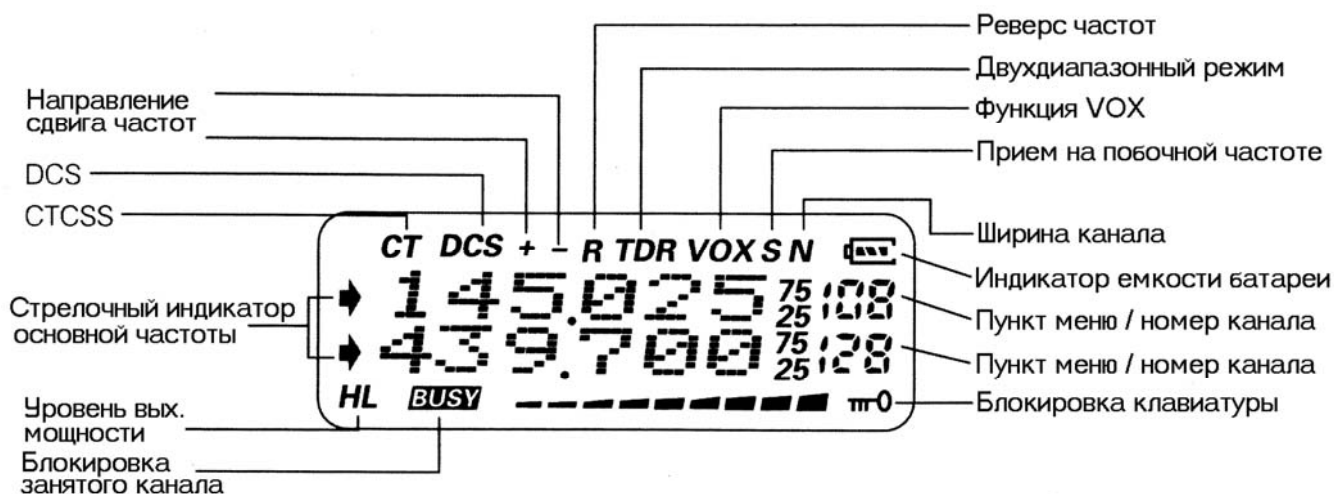 Реверс частот
Двухдиапазонный режим
Функция VOX
Прием на побочной частоте
Ширина канала
Индикатор емкости батареи
Пункт меню / номер канала
Пункт меню / номер канала
Блокировка клавиатуры
Направление
сдвига частот
DCS
CTCSS
Стрелочный индикатор
основной частоты
Уровень вых.
мощности
Блокировка
занятого канала
CT DCS + - R TDR VOX S N
145.025 75 25 108
439.700 75 25 128
HL BUSY